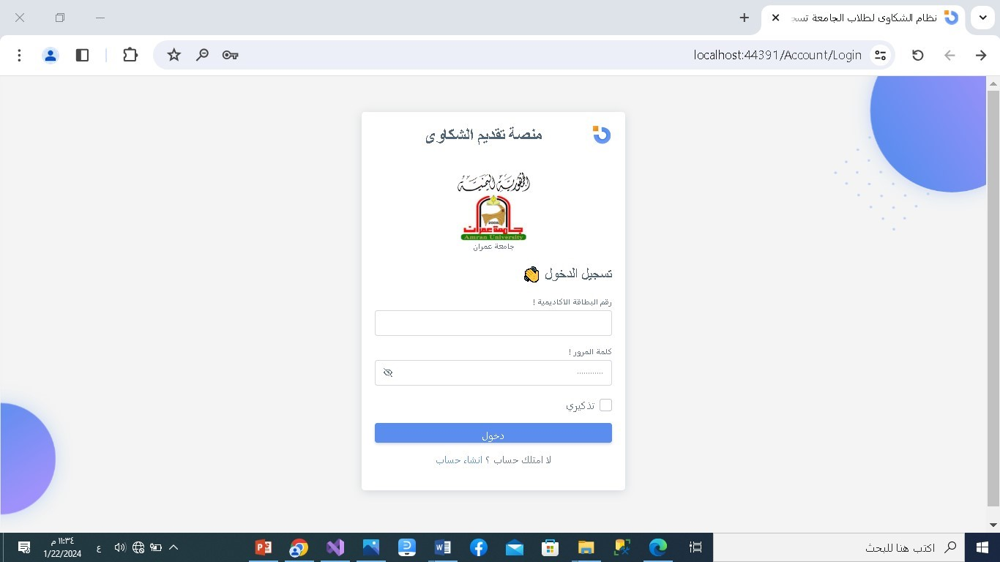 نظام الشكاوى لطلاب الجامعة تسج
localhost:44391/Account/Login
منصة تقديم الشكاوى
الجمهورية اليمنية
2006
جامعة عمران
Amran University
جامعة عمران
تسجيل الدخول 👋
رقم البطاقة الاكاديمية !
كلمة المرور !
............
تذكيري
دخول
لا امتلك حساب ؟ انشاء حساب
اكتب هنا للبحث
ع
١١:٣٤ م
1/22/2024